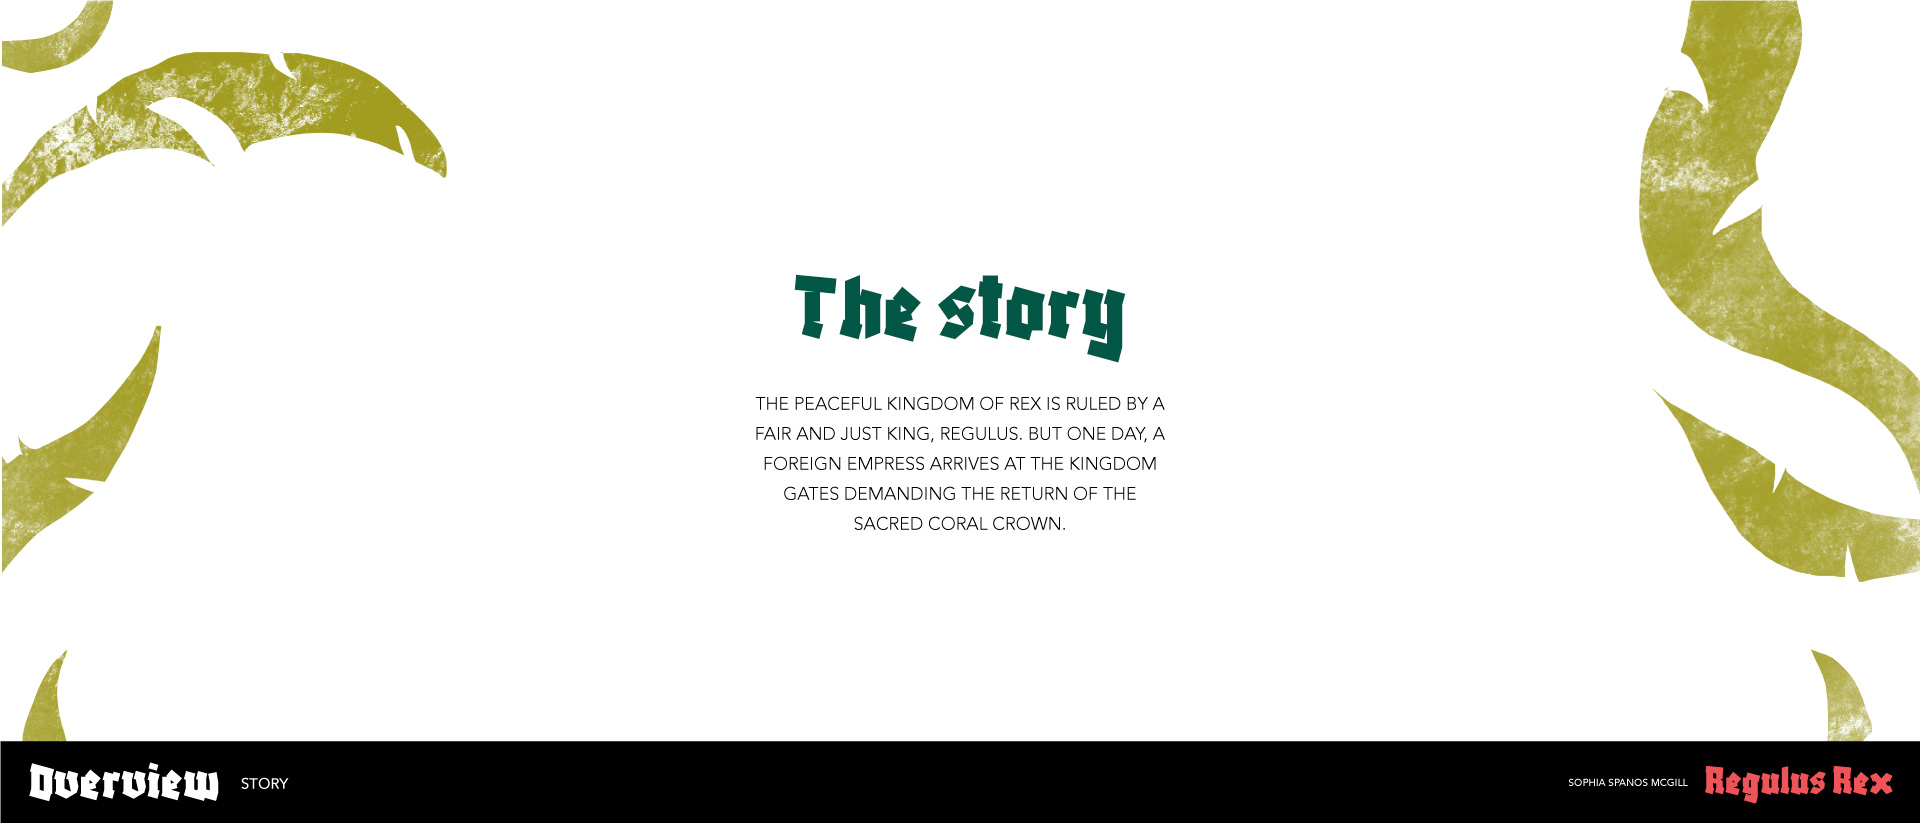 The story
THE PEACEFUL KINGDOM OF REX IS RULED BY A
FAIR AND JUST KING, REGULUS. BUT ONE DAY, A
FOREIGN EMPRESS ARRIVES AT THE KINGDOM
GATES DEMANDING THE RETURN OF THE
SACRED CORAL CROWN.
Overview STORY
SOPHIA SPANOS MCGILL Regulus Rex